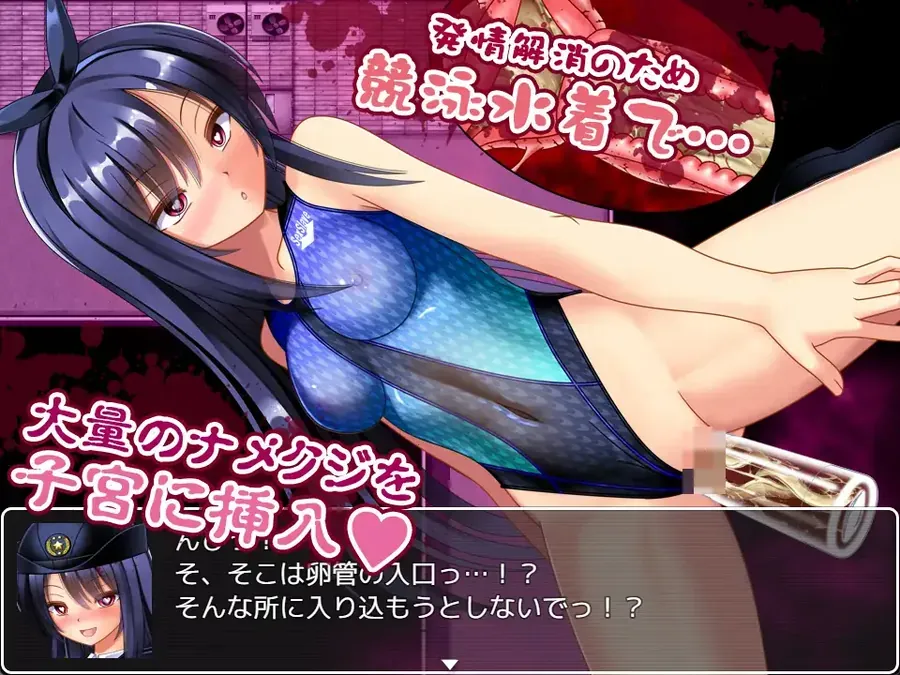 発情解消のため
競泳水着で…
SexSlave
大量のナメクジを
子宮に挿入♥
そ、そこは卵管の入口っ…！？
そんな所に入り込もうとしないでっ！？